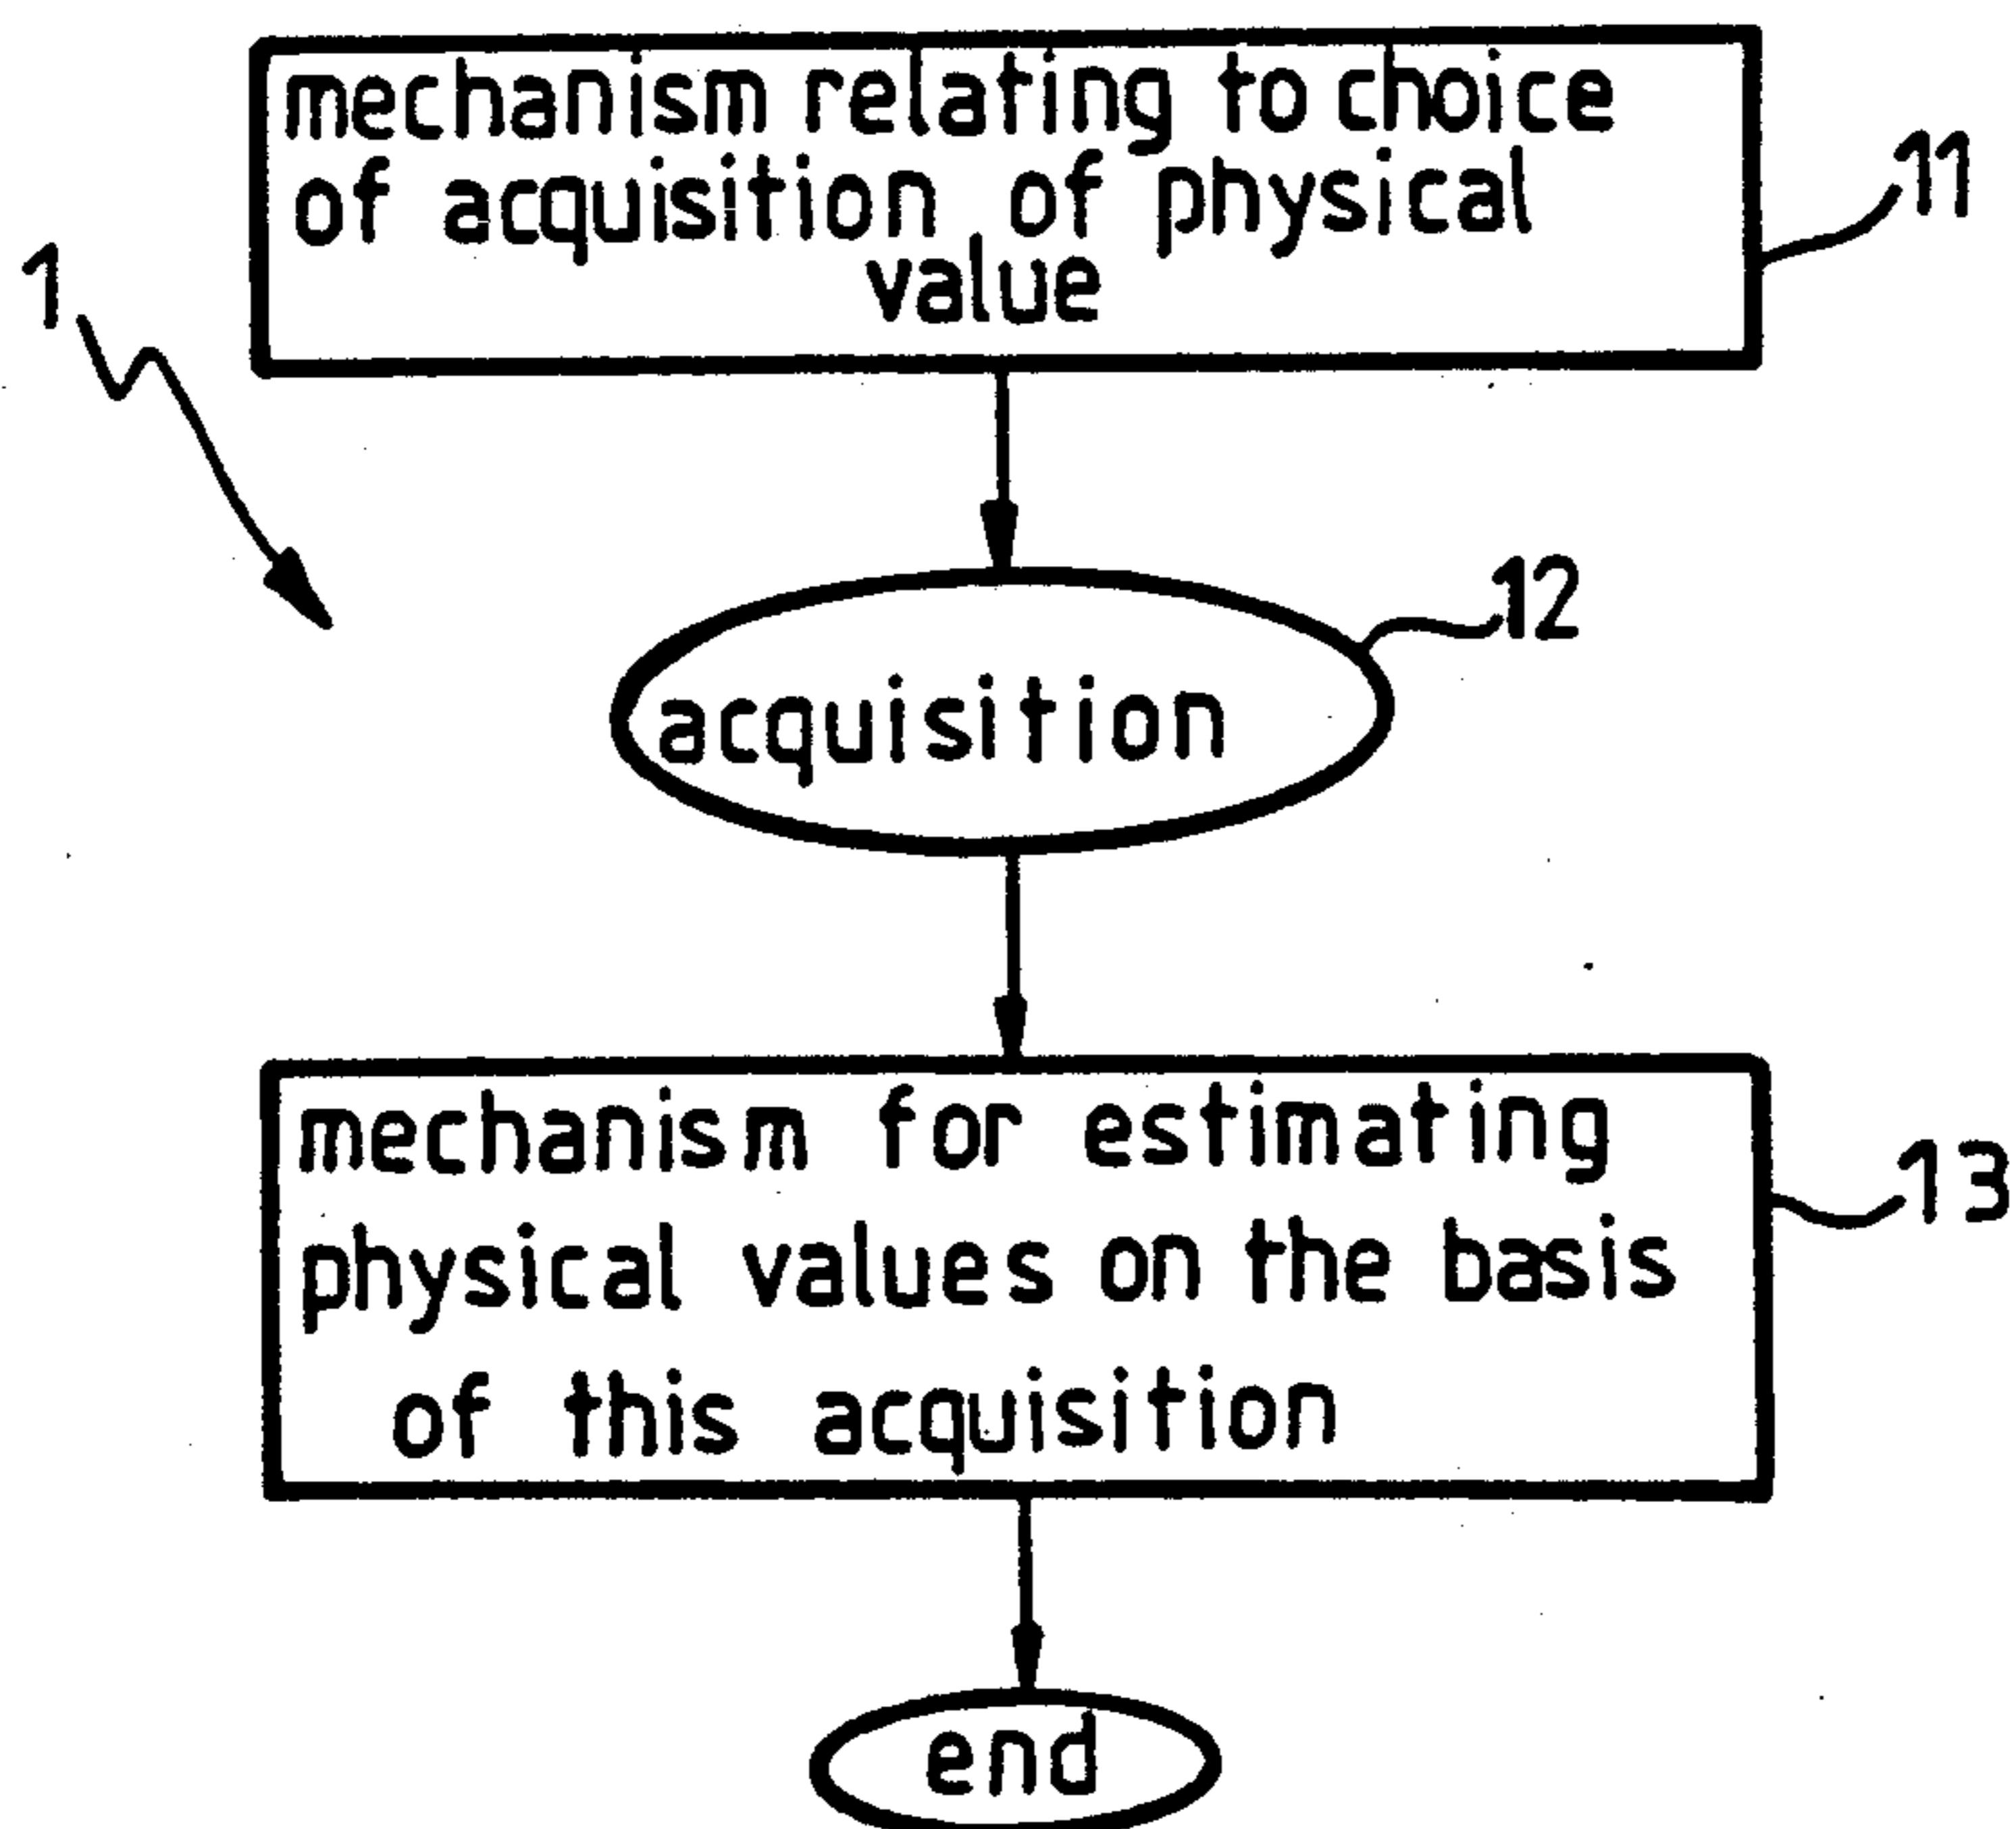 mechanism relating to choice
of acquisition of physical
value
11
1
12
acquisition
mechanism for estimating
physical values on the basis
of this acquisition
13
end